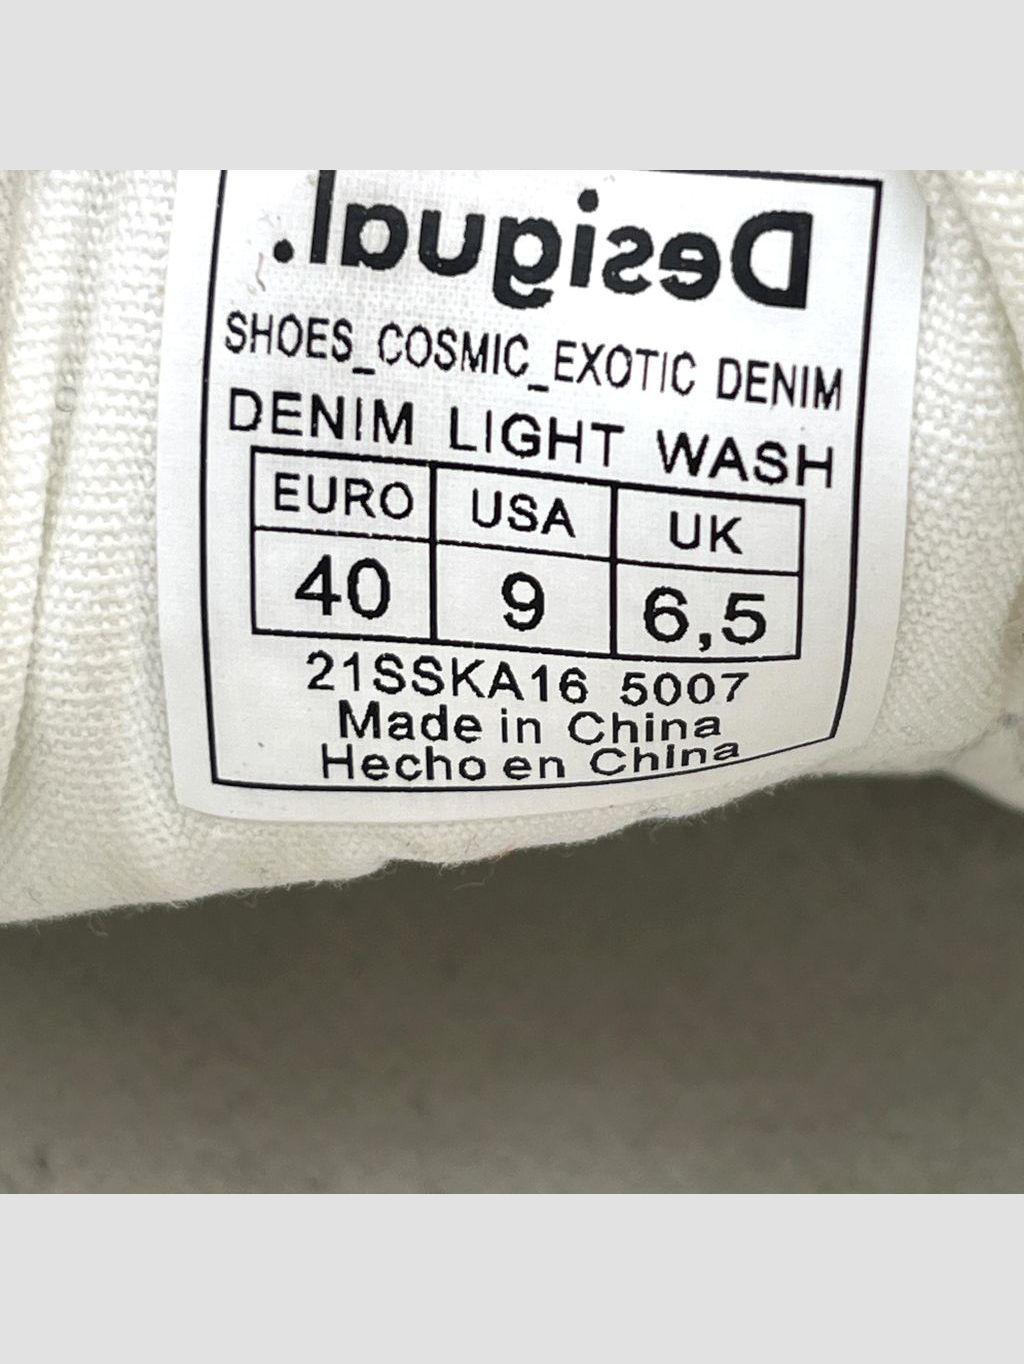 Desigual.
SHOES_COSMIC_EXOTIC DENIM
DENIM LIGHT WASH
EURO USA UK
40 9 6,5
21SSKA16 5007
Made in China
Hecho en China